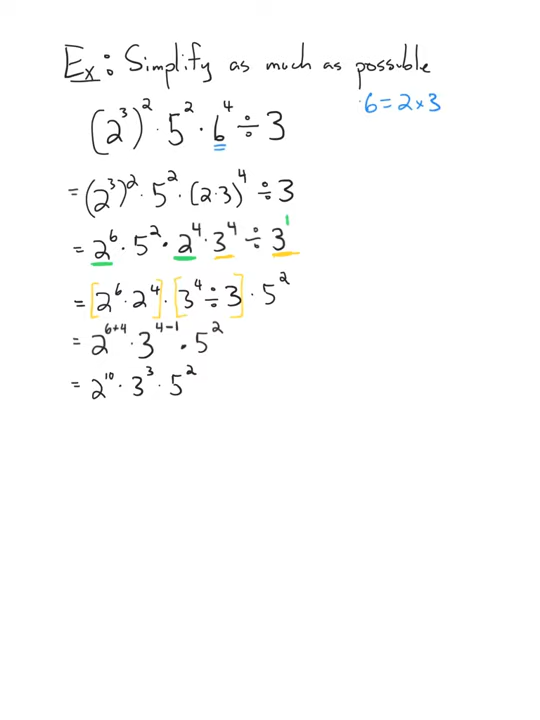 Ex: Simplify as much as possible
6 = 2 × 3
(2³)² · 5² · 6⁴ ÷ 3
= (2³)² · 5² · (2·3)⁴ ÷ 3
= 2⁶ · 5² · 2⁴ · 3⁴ ÷ 3¹
= [2⁶ · 2⁴] · [3⁴ ÷ 3] · 5²
= 2⁶⁺⁴ · 3⁴⁻¹ · 5²
= 2¹⁰ · 3³ · 5²